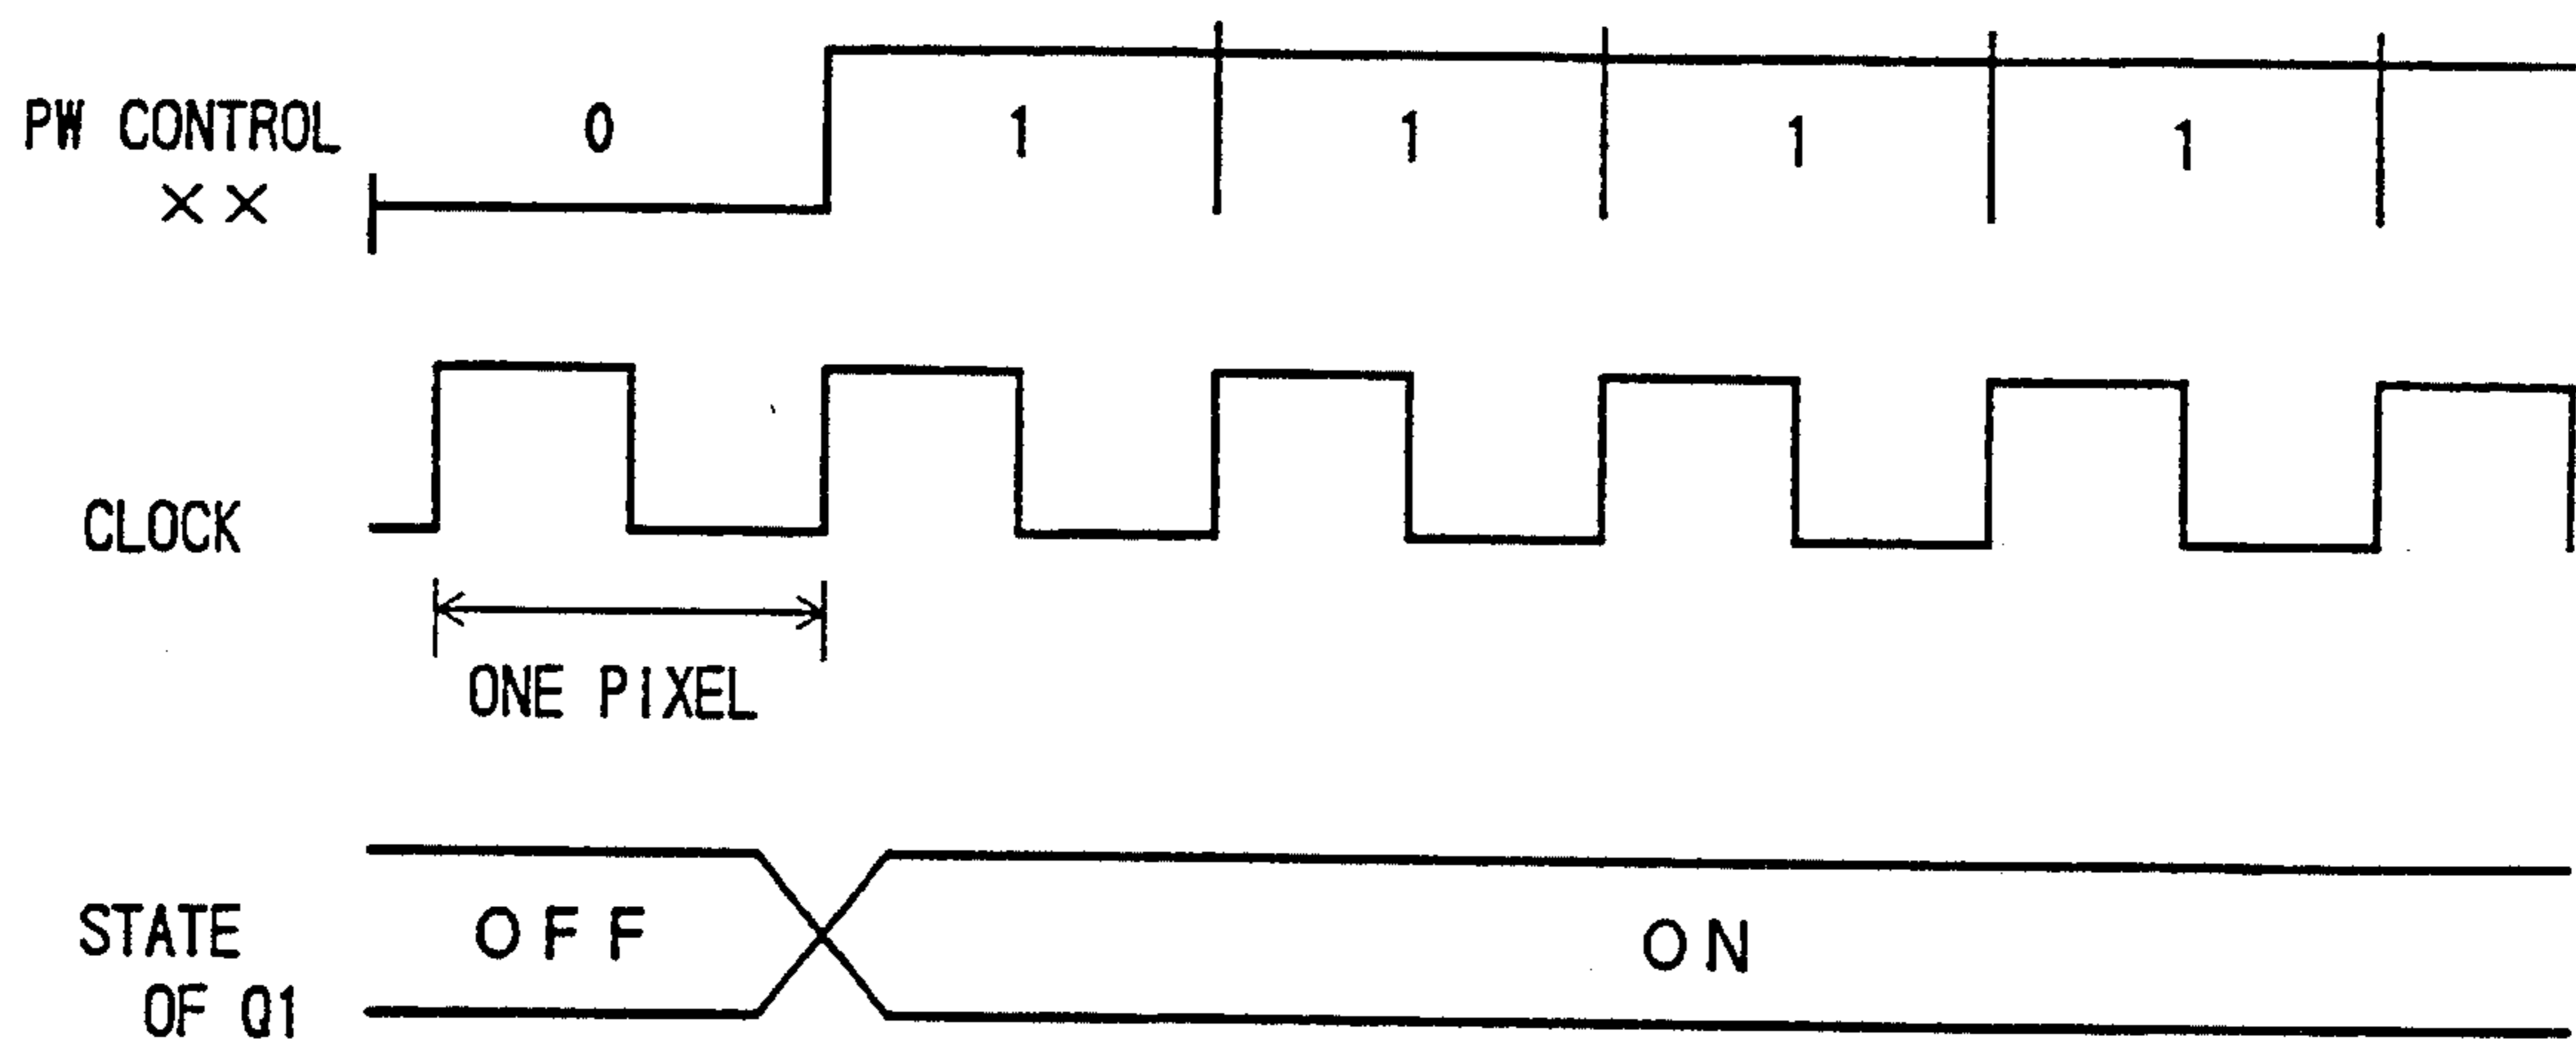 PW CONTROL 0 1 1 1 1
××
CLOCK
ONE PIXEL
STATE OFF ON
OF Q1